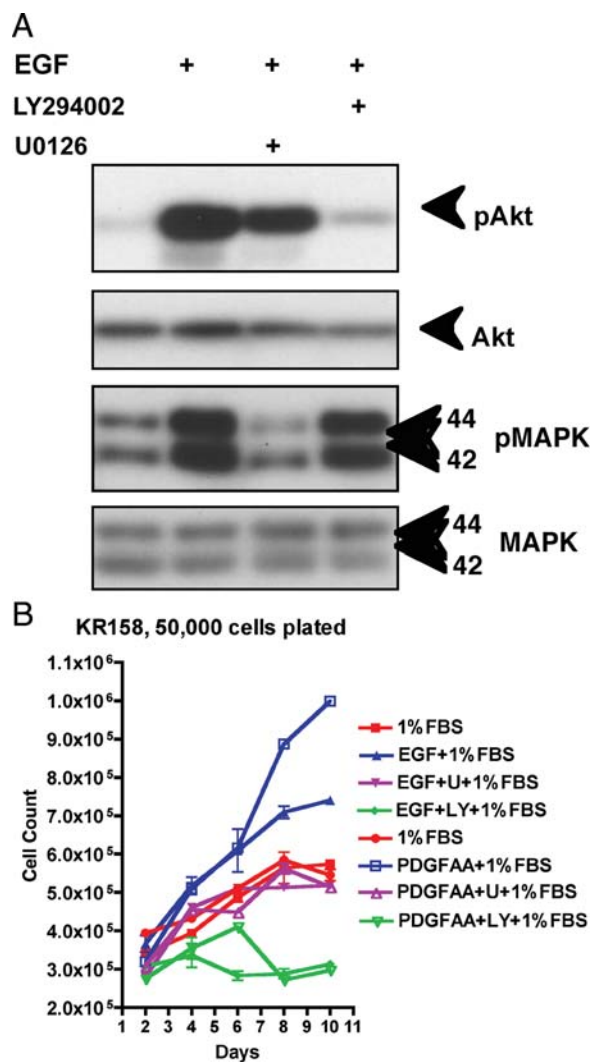 A
EGF + + +
LY294002 +
U0126 +
pAkt
Akt
44
pMAPK
42
44
MAPK
42
B
KR158, 50,000 cells plated
1.1x10⁶
1.0x10⁶
9.0x10⁵
8.0x10⁵
7.0x10⁵
6.0x10⁵
5.0x10⁵
4.0x10⁵
3.0x10⁵
2.0x10⁵
Cell Count
1 2 3 4 5 6 7 8 9 10 11
Days
1%FBS
EGF+1%FBS
EGF+U+1%FBS
EGF+LY+1%FBS
1%FBS
PDGFAA+1%FBS
PDGFAA+U+1%FBS
PDGFAA+LY+1%FBS